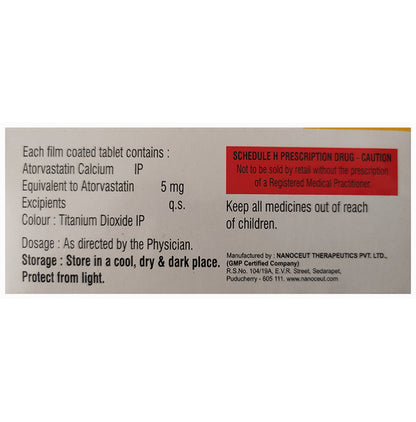 Each film coated tablet contains :
Atorvastatin Calcium IP
Equivalent to Atorvastatin 5 mg
Excipients q.s.
Colour : Titanium Dioxide IP
Dosage : As directed by the Physician.
Storage : Store in a cool, dry & dark place.
Protect from light.
SCHEDULE H PRESCRIPTION DRUG - CAUTION
Not to be sold by retail without the prescription
of a Registered Medical Practitioner.
Keep all medicines out of reach
of children.
Manufactured by : NANOCEUT THERAPEUTICS PVT. LTD.,
(GMP Certified Company)
R.S.No. 104/19A, E.V.R. Street, Sedarapet,
Puducherry - 605 111. www.nanoceut.com